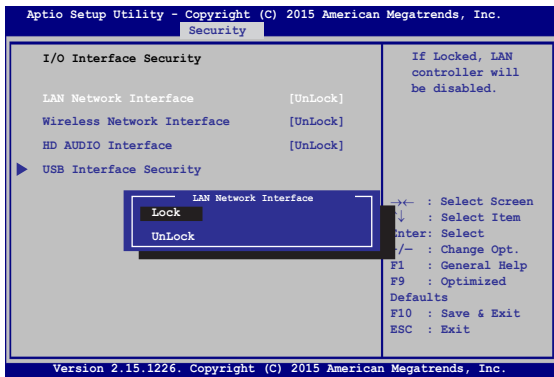 Aptio Setup Utility - Copyright (C) 2015 American Megatrends, Inc.
Security
I/O Interface Security
LAN Network Interface [UnLock]
Wireless Network Interface [UnLock]
HD AUDIO Interface [UnLock]
USB Interface Security
If Locked, LAN
controller will
be disabled.
LAN Network Interface
Lock
UnLock
→← : Select Screen
↑↓ : Select Item
Enter: Select
+/— : Change Opt.
F1 : General Help
F9 : Optimized
Defaults
F10 : Save & Exit
ESC : Exit
Version 2.15.1226. Copyright (C) 2015 American Megatrends, Inc.